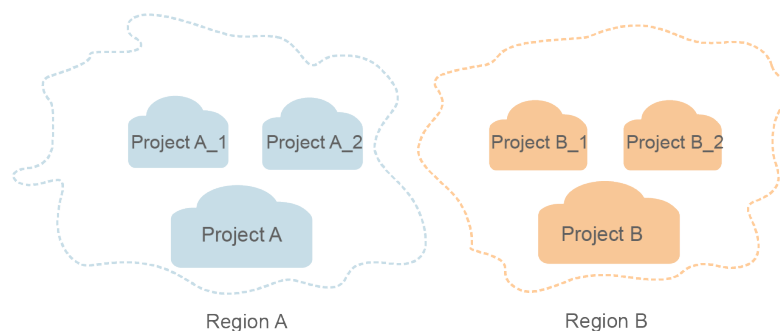 Project A_1
Project A_2
Project A
Region A
Project B_1
Project B_2
Project B
Region B